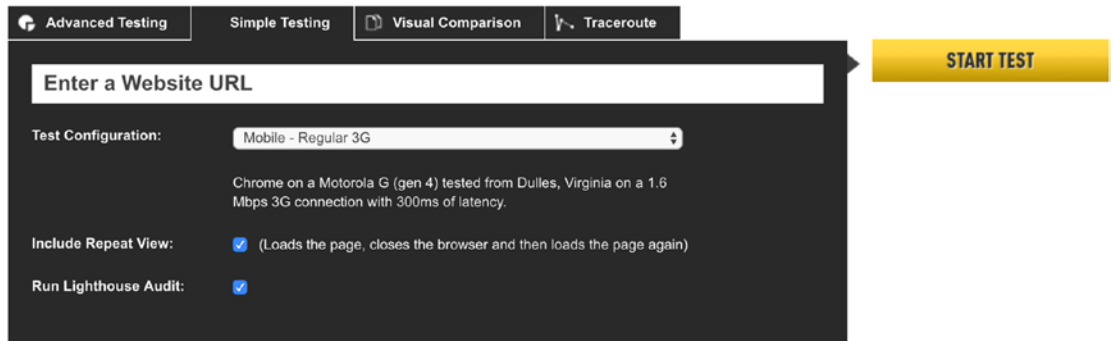 Advanced Testing
Simple Testing
Visual Comparison
Traceroute
START TEST
Enter a Website URL
Test Configuration:
Mobile - Regular 3G
Chrome on a Motorola G (gen 4) tested from Dulles, Virginia on a 1.6
Mbps 3G connection with 300ms of latency.
Include Repeat View:
(Loads the page, closes the browser and then loads the page again)
Run Lighthouse Audit: